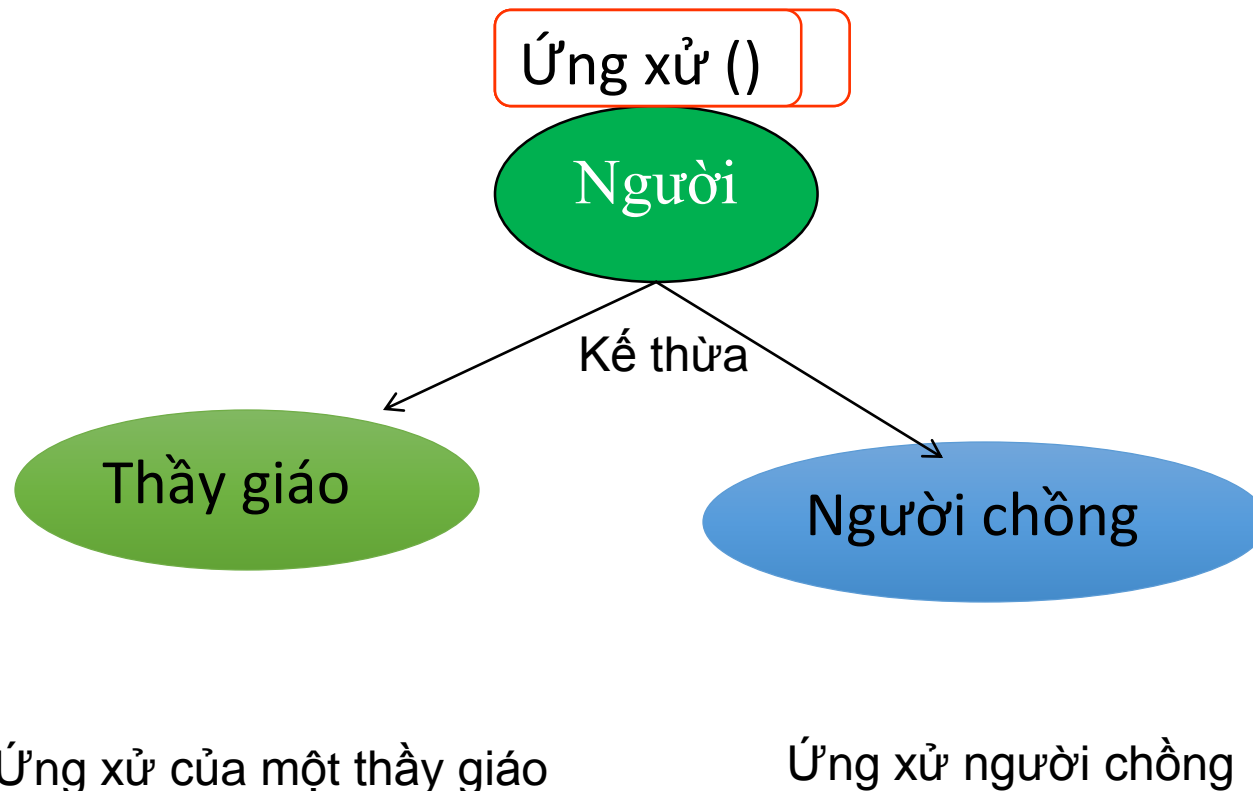 Ứng xử ()
Người
Kế thừa
Thầy giáo
Người chồng
Ứng xử của một thầy giáo
Ứng xử người chồng